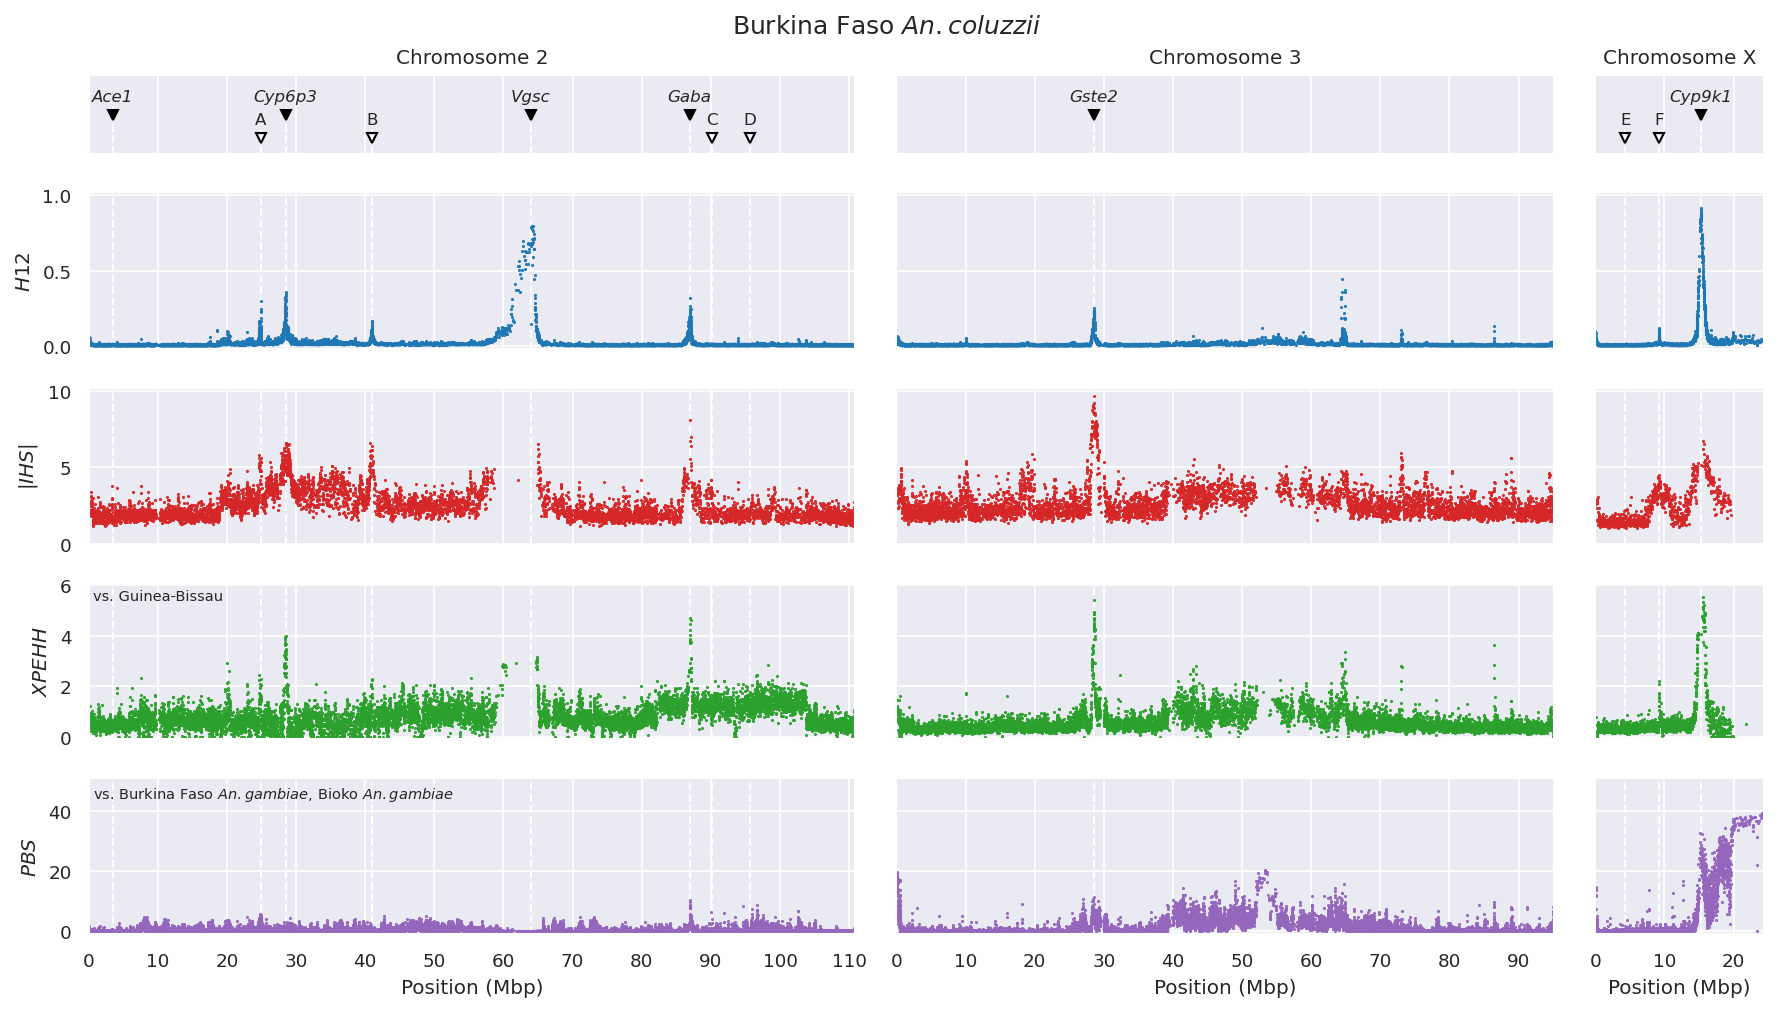 Burkina Faso An. coluzzii
Chromosome 2 Chromosome 3 Chromosome X
Ace1 Cyp6p3 Vgsc Gaba Gste2 Cyp9k1
A B C D E F
H12
1.0
0.5
0.0
|IHS|
10
5
0
XPEHH
vs. Guinea-Bissau
6
4
2
0
PBS
vs. Burkina Faso An. gambiae, Bioko An. gambiae
40
20
0
0 10 20 30 40 50 60 70 80 90 100 110 0 10 20 30 40 50 60 70 80 90 0 10 20
Position (Mbp) Position (Mbp) Position (Mbp)